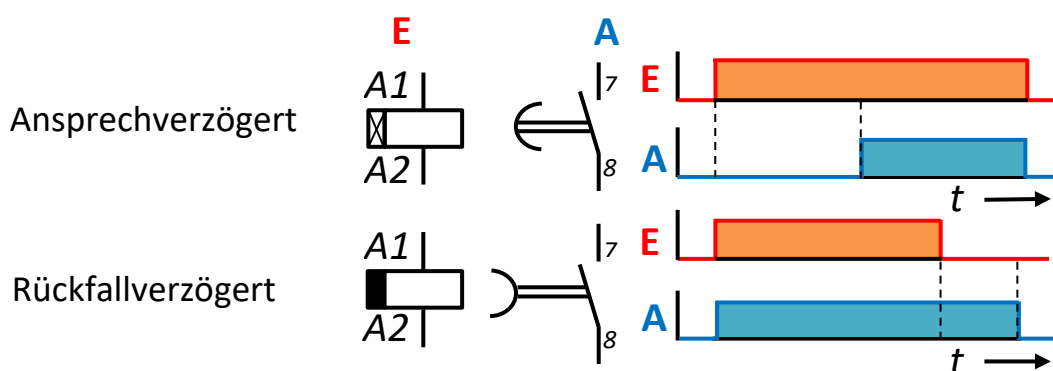 E A
A1
7
E
Ansprechverzögert
A
A2
8
t
A1
7
E
Rückfallverzögert
A
A2
8
t